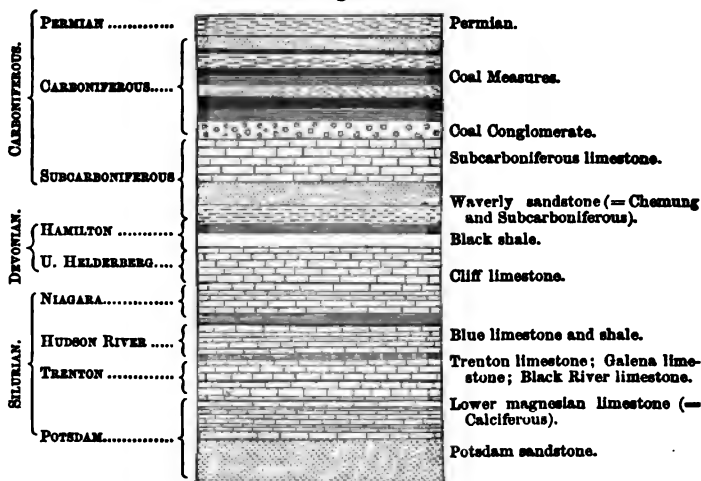 CARBONIFEROUS.
PERMIAN ..............
CARBONIFEROUS.....
SUBCARBONIFEROUS
DEVONIAN.
HAMILTON ............
U. HELDERBERG....
SILURIAN.
NIAGARA..............
HUDSON RIVER .....
TRENTON.............
POTSDAM..............
Permian.
Coal Measures.
Coal Conglomerate.
Subcarboniferous limestone.
Waverly sandstone (= Chemung
and Subcarboniferous).
Black shale.
Cliff limestone.
Blue limestone and shale.
Trenton limestone; Galena lime-
stone; Black River limestone.
Lower magnesian limestone (=
Calciferous).
Potsdam sandstone.